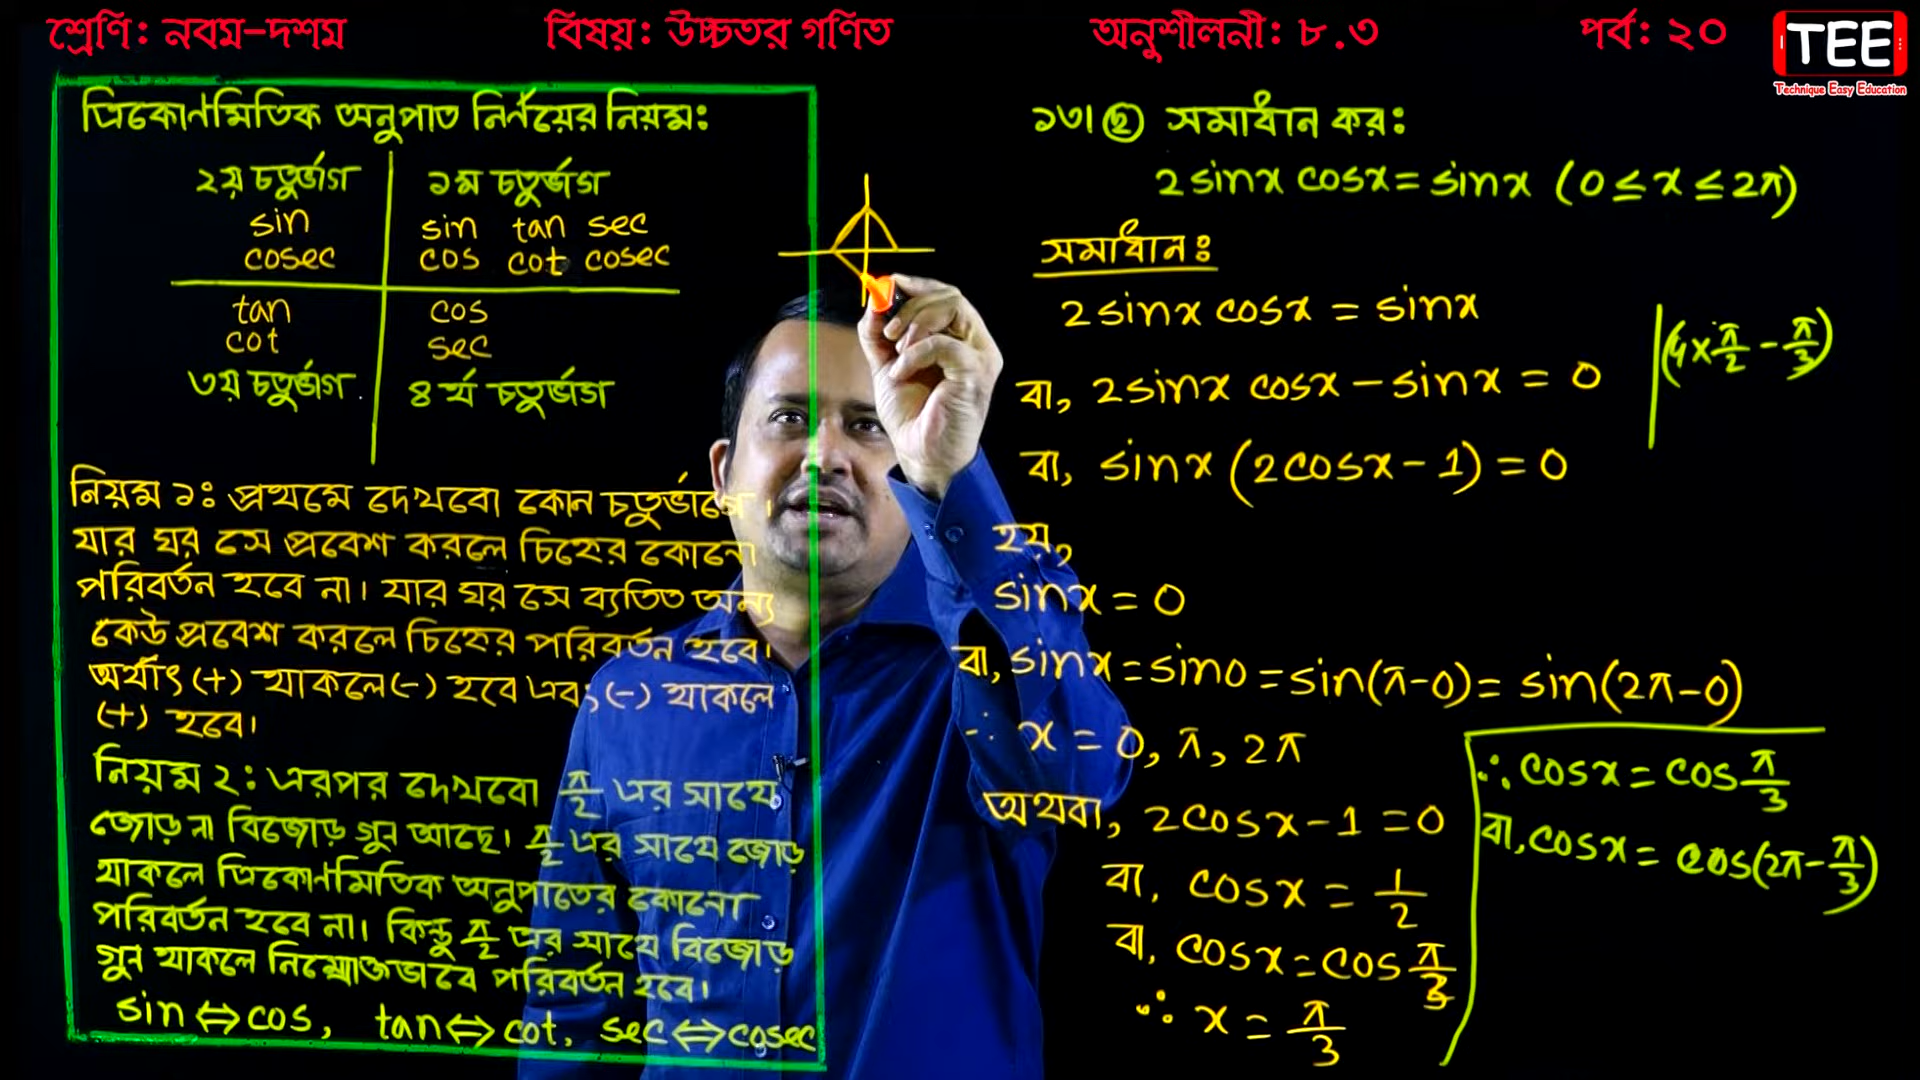 শ্রেণি: নবম-দশম
বিষয়: উচ্চতর গণিত
অনুশীলনী: ৮.৩
পর্ব: ২০
TEE
Technique Easy Education
ত্রিকোণমিতিক অনুপাত নির্ণয়ের নিয়ম:
২য় চতুর্ভাগ
sin
cosec
১ম চতুর্ভাগ
sin tan sec
cos cot cosec
tan
cot
৩য় চতুর্ভাগ
cos
sec
৪র্থ চতুর্ভাগ
নিয়ম ১: প্রথমে দেখবো কোন চতুর্ভাগে।
যার ঘর সে প্রবেশ করলে চিহ্নের কোনো
পরিবর্তন হবে না। যার ঘর সে ব্যতিত অন্য
কেউ প্রবেশ করলে চিহ্নের পরিবর্তন হবে।
অর্থাৎ (+) থাকলে (-) হবে এবং (-) থাকলে
(+) হবে।
নিয়ম ২: এরপর দেখবো π/2 এর সাথে
জোড় না বিজোড় গুন আছে। π/2 এর সাথে জোড়
থাকলে ত্রিকোণমিতিক অনুপাতের কোনো
পরিবর্তন হবে না। কিন্তু π/2 এর সাথে বিজোড়
গুন থাকলে নিম্মোক্তভাবে পরিবর্তন হবে।
sin⇔cos, tan⇔cot, sec⇔cosec
১৩।(ছ) সমাধান কর:
2sinx cosx = sinx (0 ≤ x ≤ 2π)
সমাধান:
2sinx cosx = sinx
বা, 2sinx cosx - sinx = 0
বা, sinx (2cosx - 1) = 0
হয়,
sinx = 0
বা, sinx = sin0 = sin(π-0) = sin(2π-0)
∴ x = 0, π, 2π
অথবা, 2cosx - 1 = 0
বা, cosx = 1/2
বা, cosx = cos π/3
∴ x = π/3
(4 × π/2 - π/3)
∴ cosx = cos π/3
বা, cosx = cos(2π - π/3)